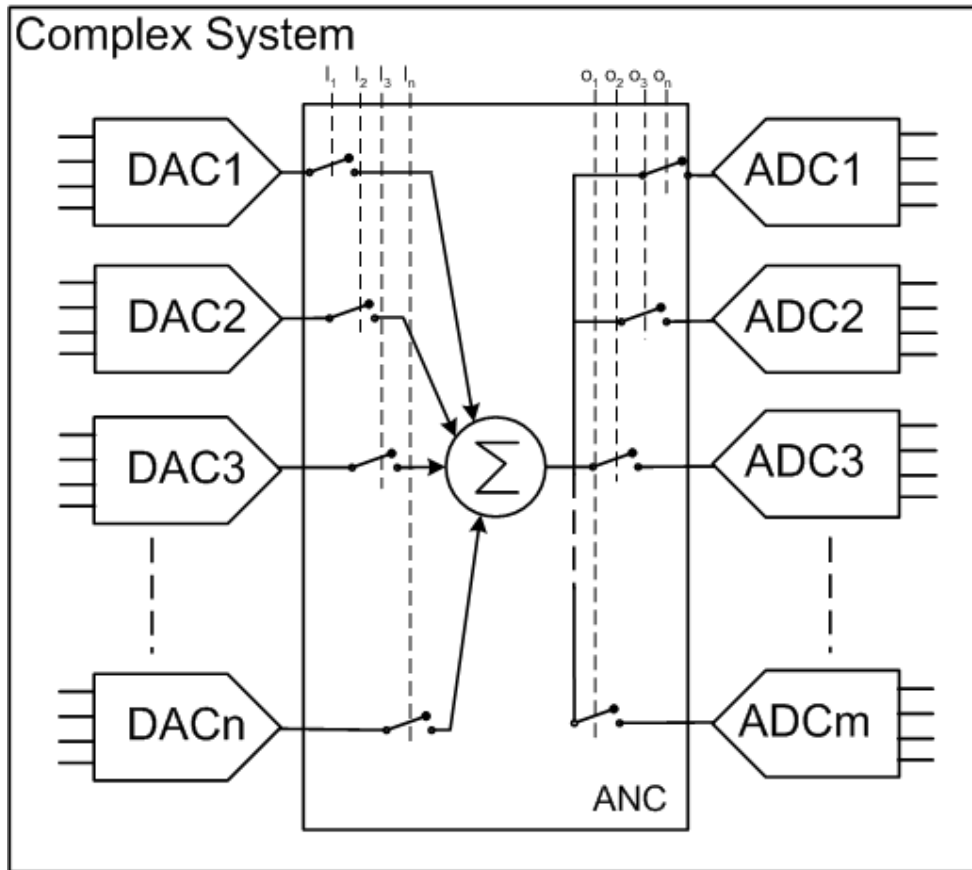 Complex System
I₁ I₂ I₃ Iₙ
o₁ o₂ o₃ oₙ
DAC1
ADC1
DAC2
ADC2
DAC3
Σ
ADC3
DACn
ADCm
ANC